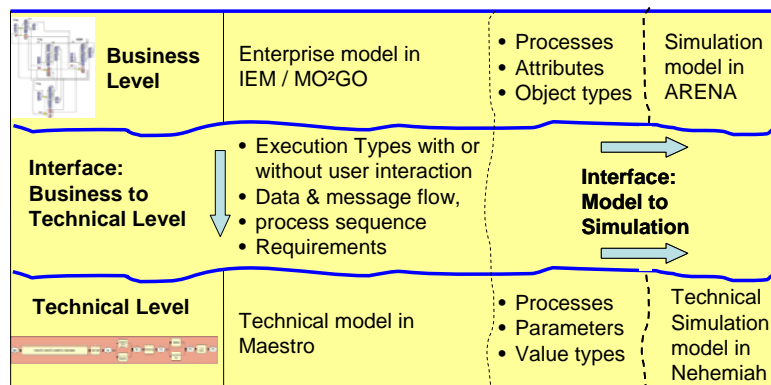 Business
Level
Enterprise model in
IEM / MO²GO
• Processes
• Attributes
• Object types
Simulation
model in
ARENA
Interface:
Business to
Technical Level
• Execution Types with or
without user interaction
• Data & message flow,
• process sequence
• Requirements
Interface:
Model to
Simulation
Technical Level
Technical model in
Maestro
• Processes
• Parameters
• Value types
Technical
Simulation
model in
Nehemiah